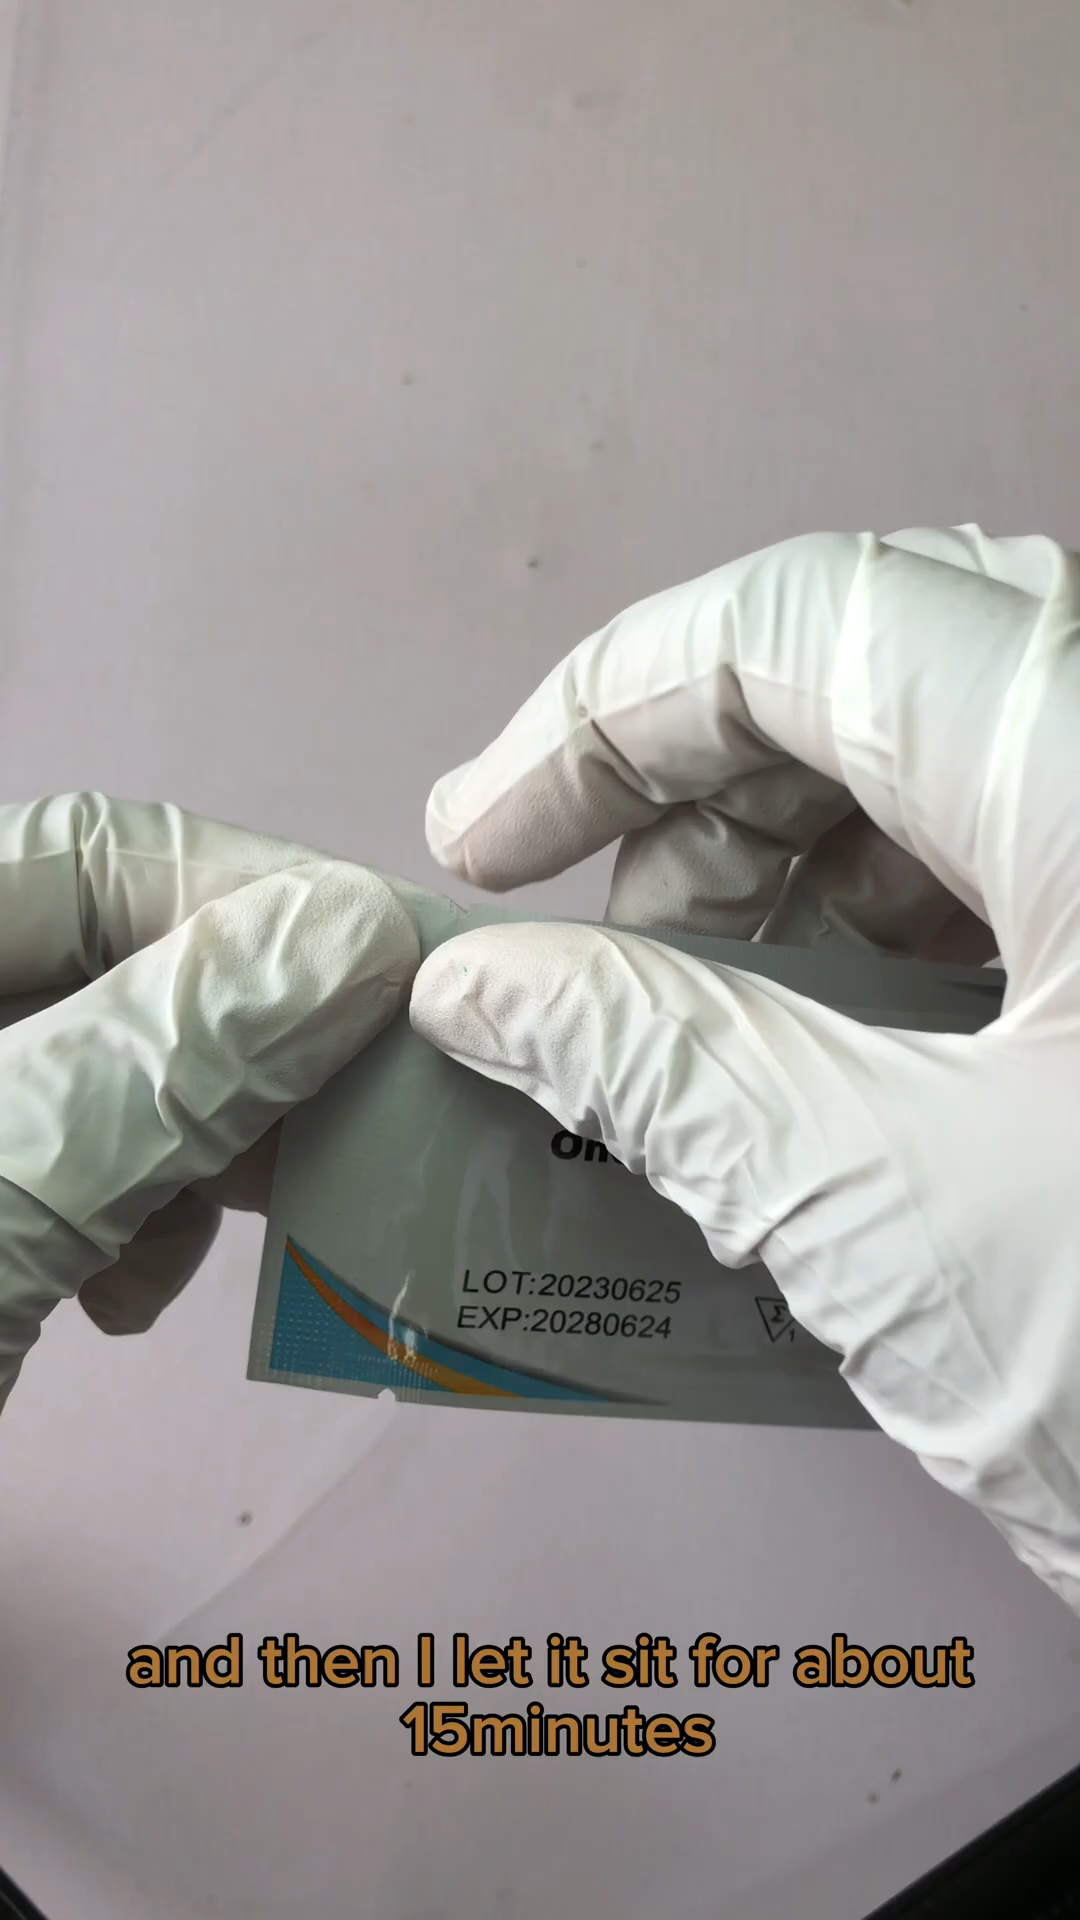 LOT:20230625
EXP:20280624
and then I let it sit for about
15minutes